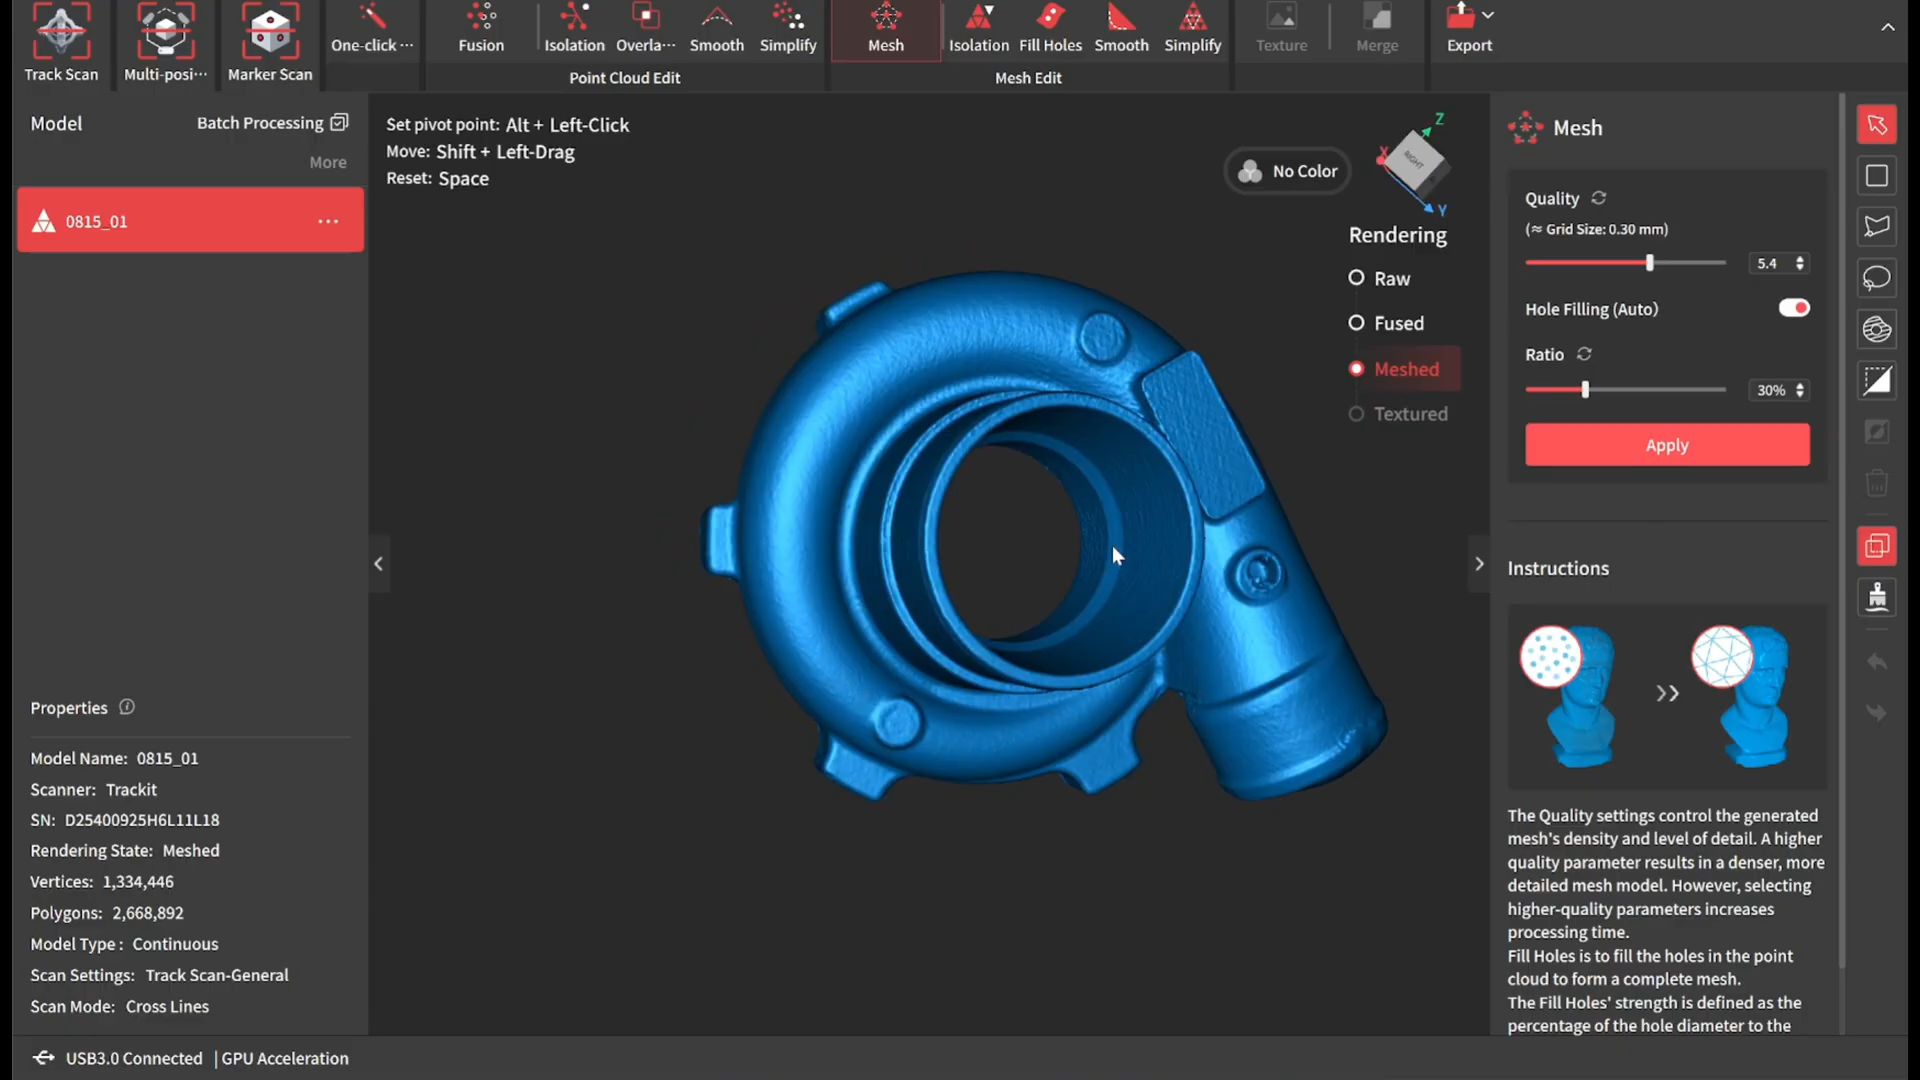 Track Scan
Multi-posi···
Marker Scan
One-click ···
Fusion
Isolation
Overla···
Smooth
Simplify
Point Cloud Edit
Mesh
Isolation
Fill Holes
Smooth
Simplify
Mesh Edit
Texture
Merge
Export
Model
Batch Processing
More
0815_01
Properties
Model Name: 0815_01
Scanner: Trackit
SN: D25400925H6L11L18
Rendering State: Meshed
Vertices: 1,334,446
Polygons: 2,668,892
Model Type : Continuous
Scan Settings: Track Scan-General
Scan Mode: Cross Lines
USB3.0 Connected | GPU Acceleration
Set pivot point: Alt + Left-Click
Move: Shift + Left-Drag
Reset: Space
No Color
Z
X
RIGHT
Y
Rendering
Raw
Fused
Meshed
Textured
Mesh
Quality
(≈ Grid Size: 0.30 mm)
5.4
Hole Filling (Auto)
Ratio
30%
Apply
Instructions
The Quality settings control the generated
mesh's density and level of detail. A higher
quality parameter results in a denser, more
detailed mesh model. However, selecting
higher-quality parameters increases
processing time.
Fill Holes is to fill the holes in the point
cloud to form a complete mesh.
The Fill Holes' strength is defined as the
percentage of the hole diameter to the